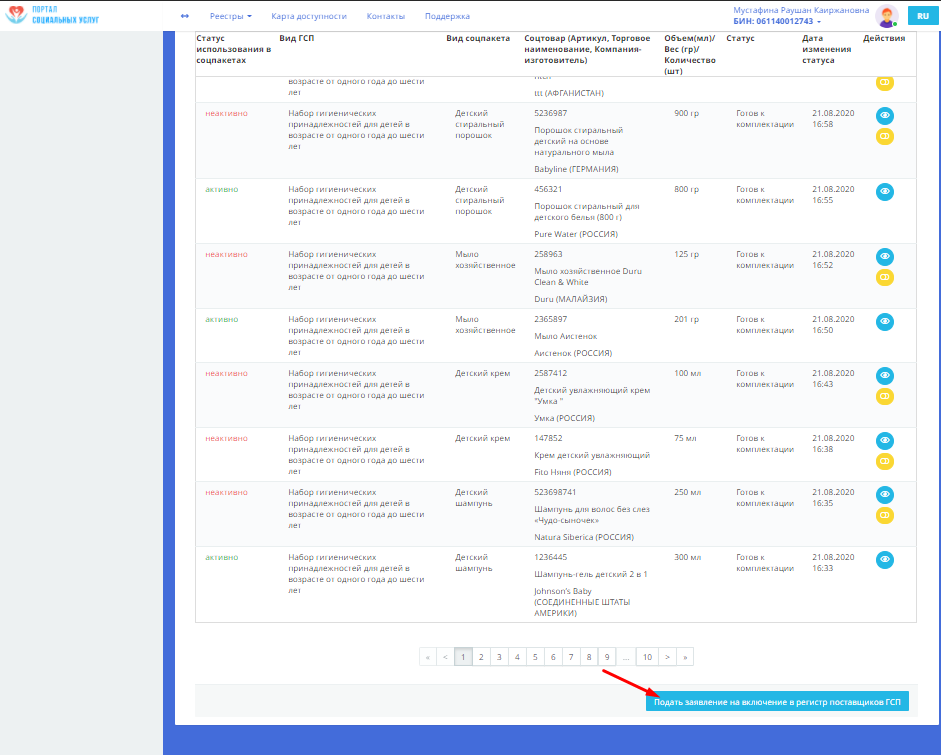 ПОРТАЛ
СОЦИАЛЬНЫХ УСЛУГ
Реестры
Карта доступности
Контакты
Поддержка
Мустафина Раушан Каиржановна
БИН: 061140012743
RU
Статус
использования в
соцпакетах
Вид ГСП
Вид соцпакета
Соцтовар (Артикул, Торговое
наименование, Компания-
изготовитель)
Объем(мл)/
Вес (гр)/
Количество
(шт)
Статус
Дата
изменения
статуса
Действия
возрасте от одного года до шести
лет
ttt (АФГАНИСТАН)
неактивно
Набор гигиенических
принадлежностей для детей в
возрасте от одного года до шести
лет
Детский
стиральный
порошок
5236987
Порошок стиральный
детский на основе
натурального мыла
Babyline (ГЕРМАНИЯ)
900 гр
Готов к
комплектации
21.08.2020
16:58
активно
Набор гигиенических
принадлежностей для детей в
возрасте от одного года до шести
лет
Детский
стиральный
порошок
456321
Порошок стиральный для
детского белья (800 г)
Pure Water (РОССИЯ)
800 гр
Готов к
комплектации
21.08.2020
16:55
неактивно
Набор гигиенических
принадлежностей для детей в
возрасте от одного года до шести
лет
Мыло
хозяйственное
258963
Мыло хозяйственное Duru
Clean & White
Duru (МАЛАЙЗИЯ)
125 гр
Готов к
комплектации
21.08.2020
16:52
активно
Набор гигиенических
принадлежностей для детей в
возрасте от одного года до шести
лет
Мыло
хозяйственное
2365897
Мыло Аистенок
Аистенок (РОССИЯ)
201 гр
Готов к
комплектации
21.08.2020
16:50
неактивно
Набор гигиенических
принадлежностей для детей в
возрасте от одного года до шести
лет
Детский крем
2587412
Детский увлажняющий крем
"Умка "
Умка (РОССИЯ)
100 мл
Готов к
комплектации
21.08.2020
16:43
неактивно
Набор гигиенических
принадлежностей для детей в
возрасте от одного года до шести
лет
Детский крем
147852
Крем детский увлажняющий
Fito Няня (РОССИЯ)
75 мл
Готов к
комплектации
21.08.2020
16:38
неактивно
Набор гигиенических
принадлежностей для детей в
возрасте от одного года до шести
лет
Детский
шампунь
523698741
Шампунь для волос без слез
«Чудо-сыночек»
Natura Siberica (РОССИЯ)
250 мл
Готов к
комплектации
21.08.2020
16:35
активно
Набор гигиенических
принадлежностей для детей в
возрасте от одного года до шести
лет
Детский
шампунь
1236445
Шампунь-гель детский 2 в 1
Johnson's Baby
(СОЕДИНЕННЫЕ ШТАТЫ
АМЕРИКИ)
300 мл
Готов к
комплектации
21.08.2020
16:33
« < 1 2 3 4 5 6 7 8 9 ... 10 > »
Подать заявление на включение в регистр поставщиков ГСП